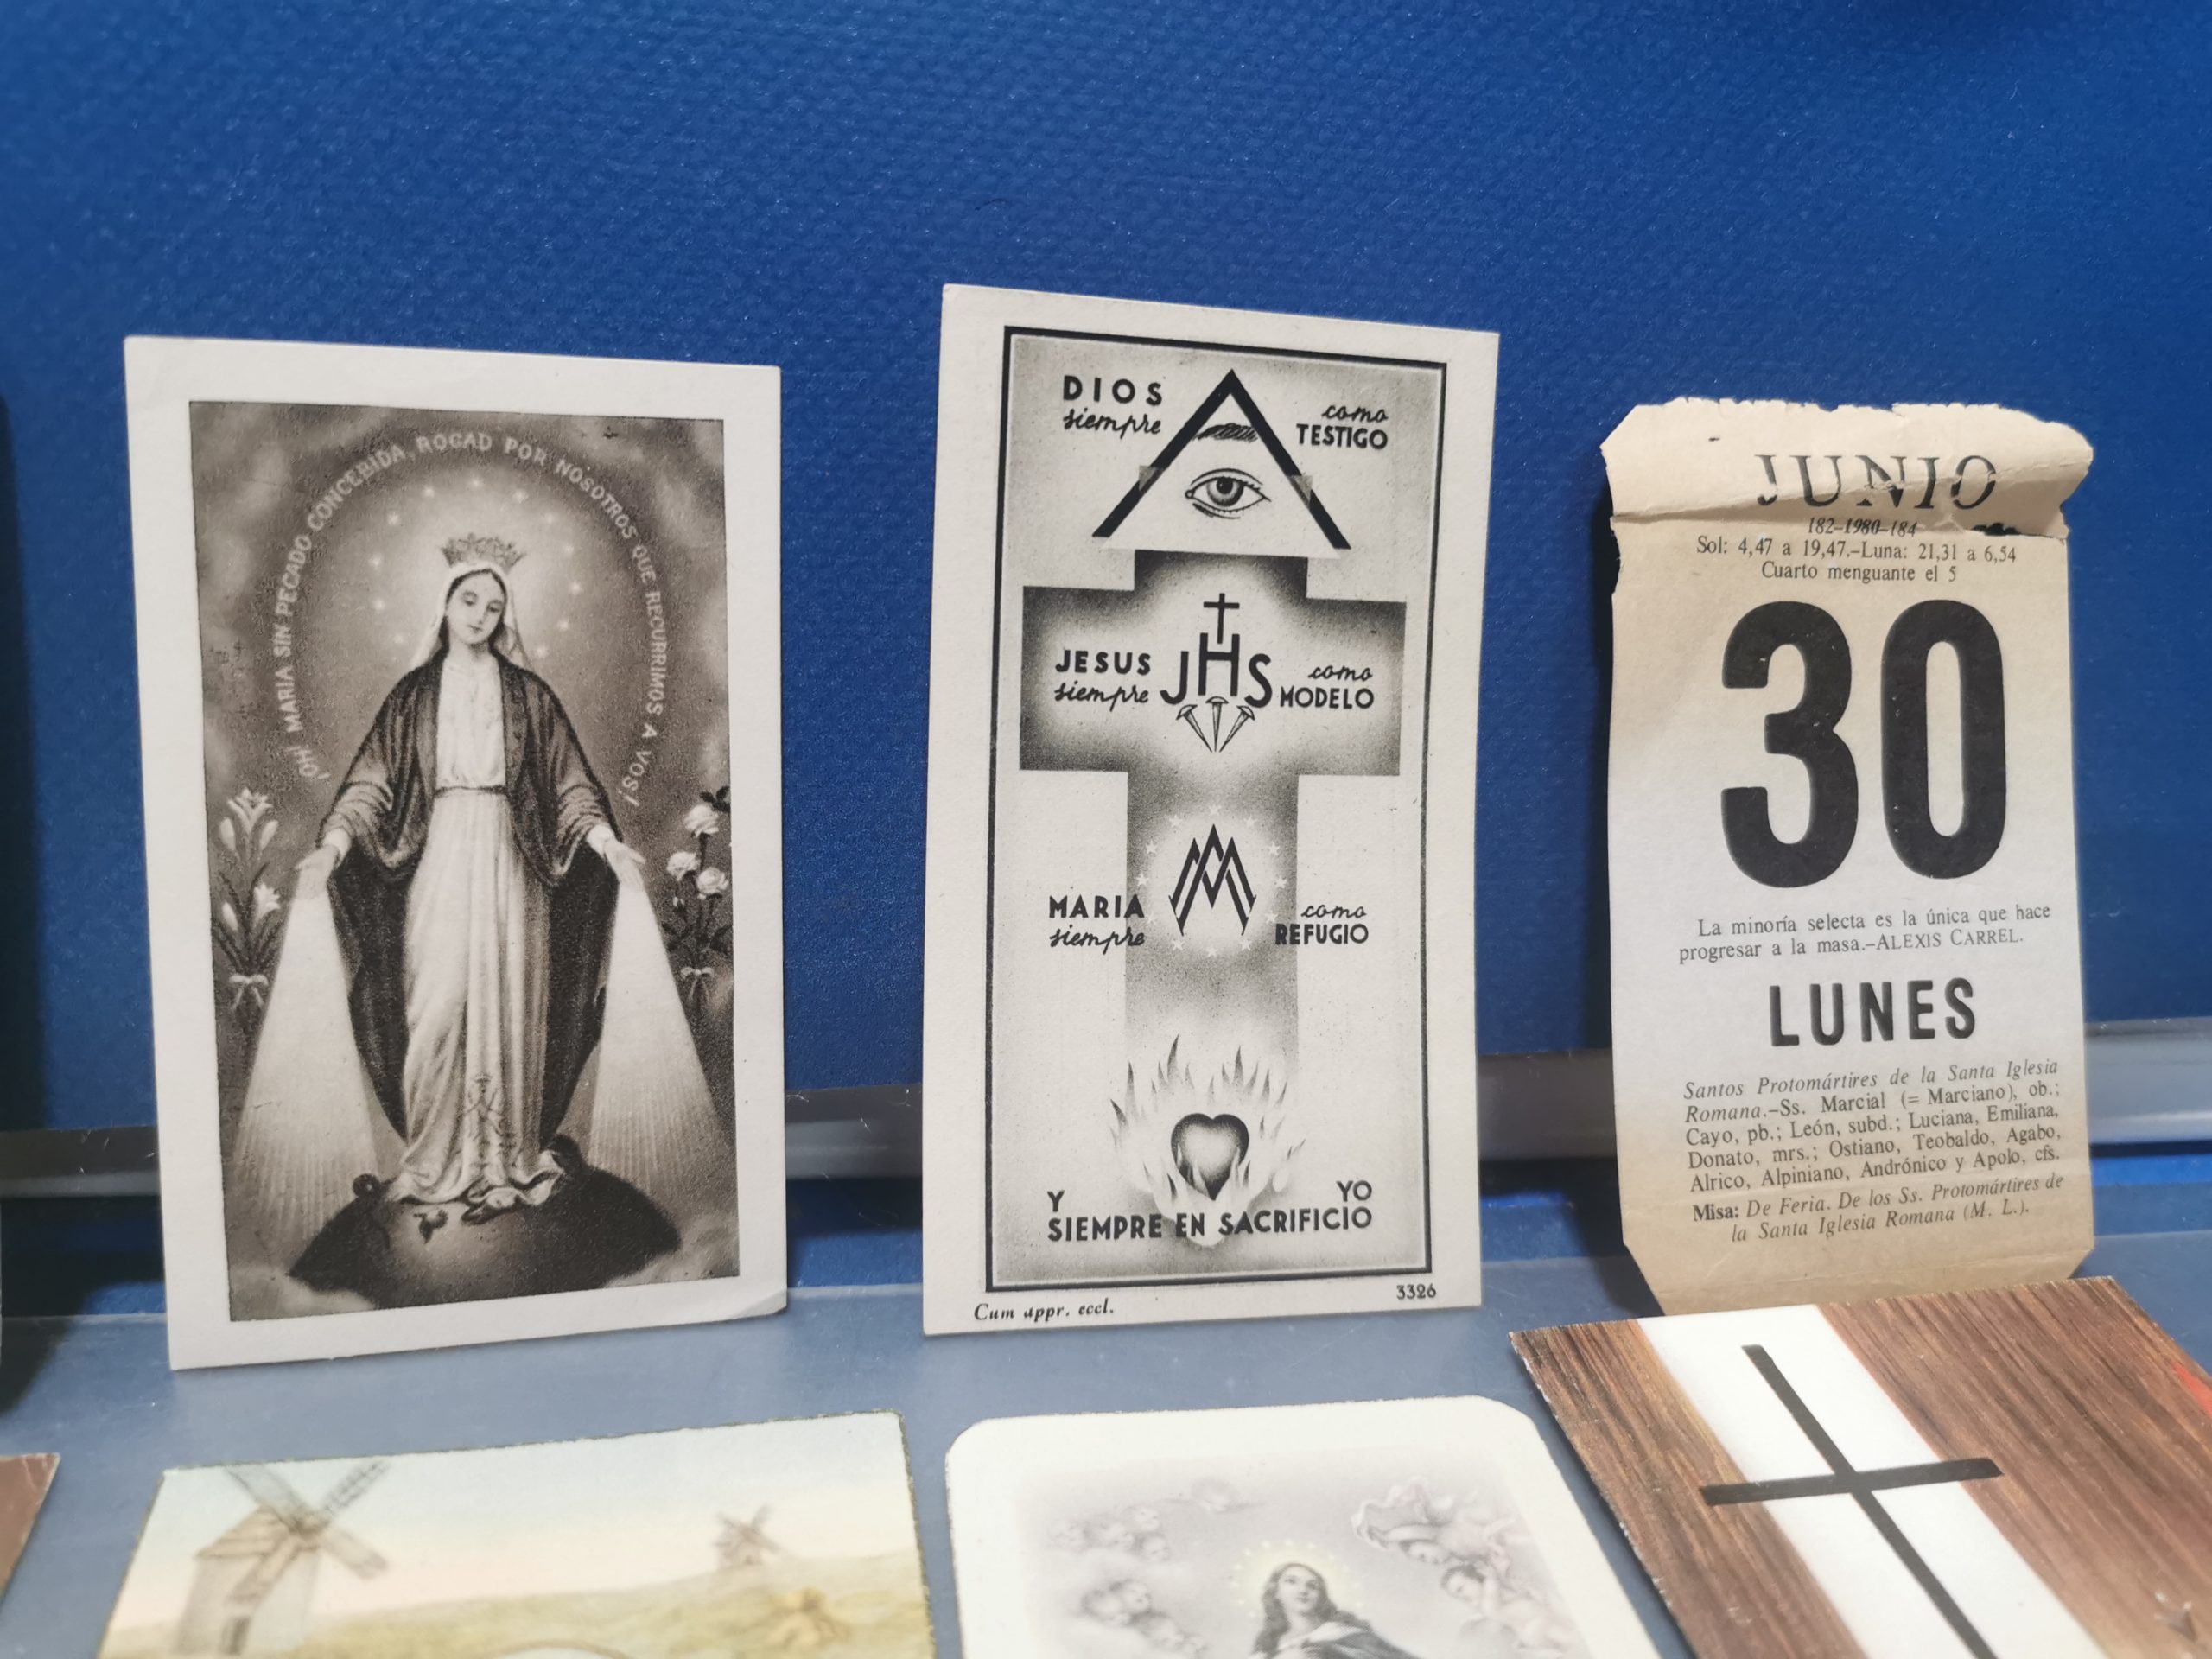 ¡OH! MARIA SIN PECADO CONCEBIDA, ROGAD POR NOSOTROS QUE RECURRIMOS A VOS!
DIOS siempre como TESTIGO
JESUS siempre JHS como MODELO
MARIA siempre como REFUGIO
Y YO
SIEMPRE EN SACRIFICIO
Cum appr. eccl. 3326
JUNIO
182-1980-184
Sol: 4,47 a 19,47.-Luna: 21,31 a 6,54
Cuarto menguante el 5
30
La minoría selecta es la única que hace
progresar a la masa.-ALEXIS CARREL.
LUNES
Santos Protomártires de la Santa Iglesia
Romana.-Ss. Marcial (= Marciano), ob.;
Cayo, pb.; León, subd.; Luciana, Emiliana,
Donato, mrs.; Ostiano, Teobaldo, Agabo,
Alrico, Alpiniano, Andrónico y Apolo, cfs.
Misa: De Feria. De los Ss. Protomártires de
la Santa Iglesia Romana (M. L.).